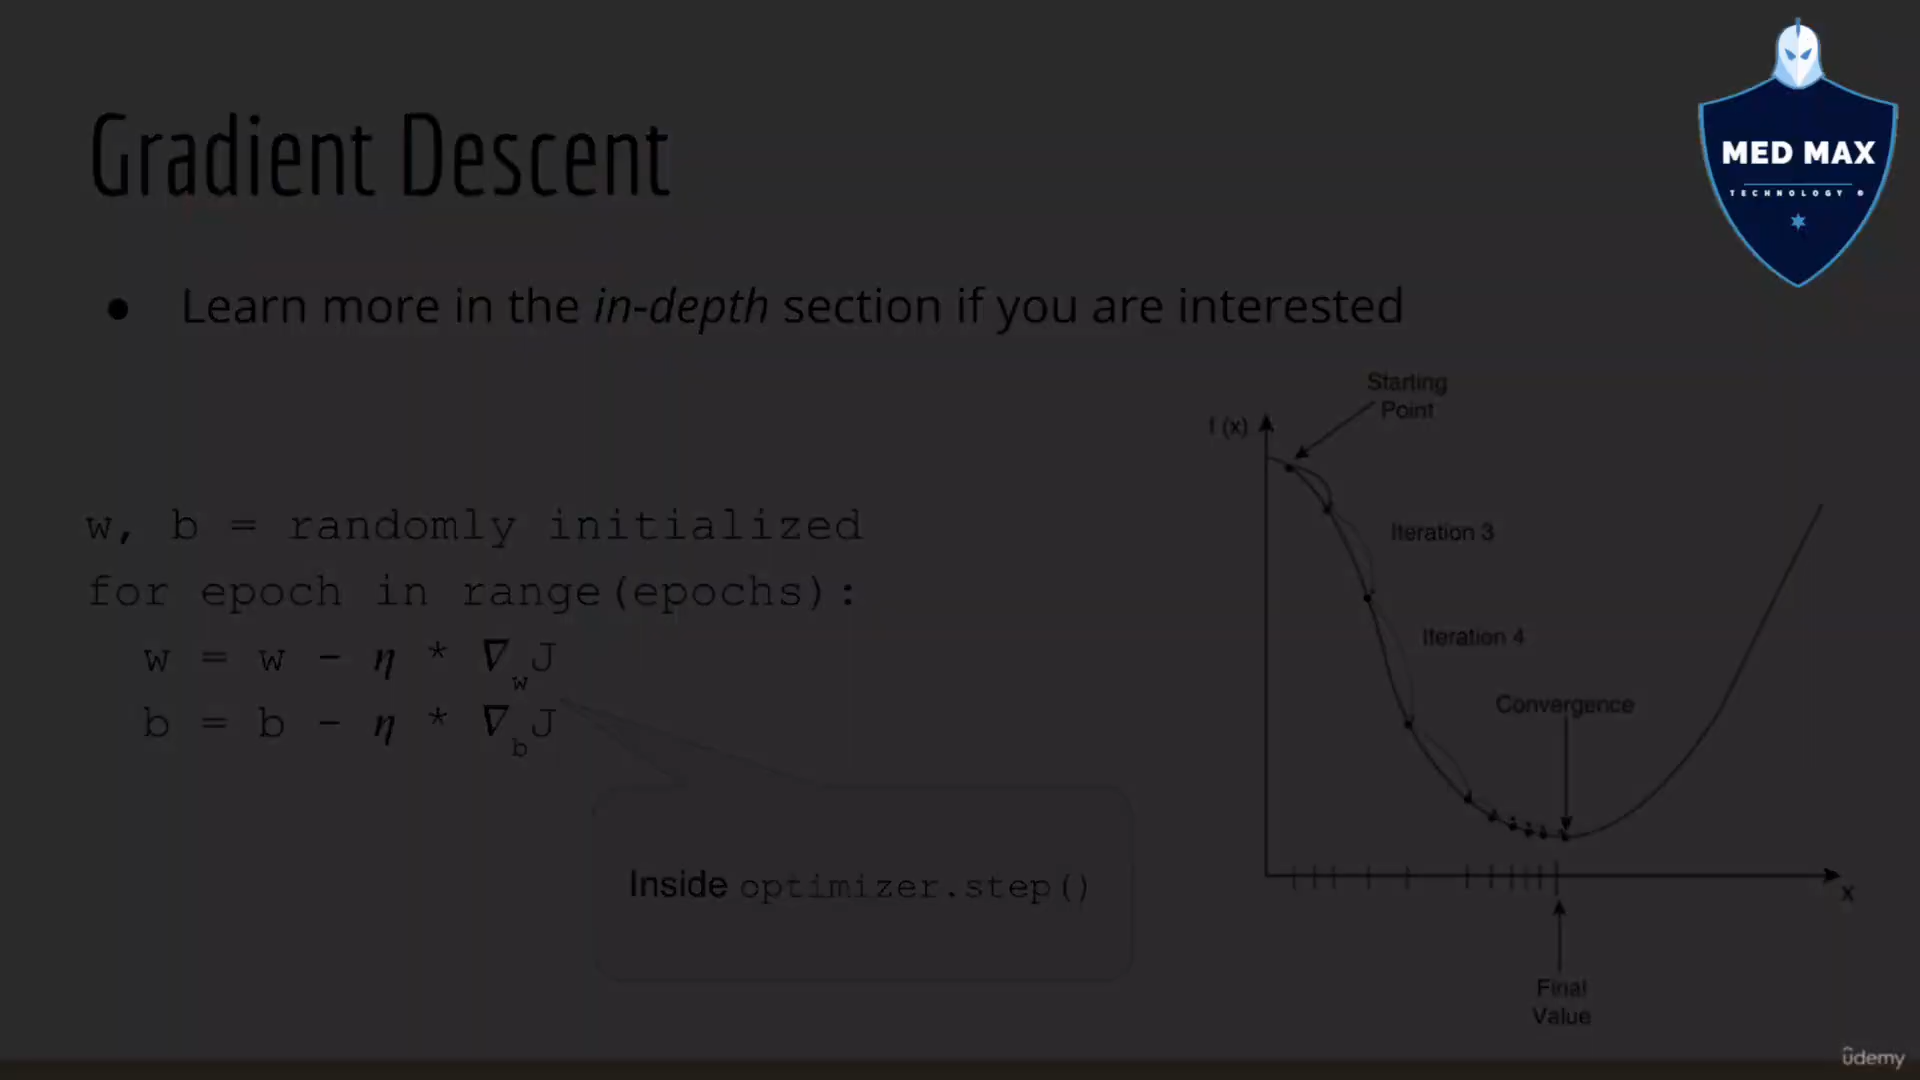 MED MAX
TECHNOLOGY
Gradient Descent
● Learn more in the in-depth section if you are interested
w, b = randomly initialized
for epoch in range(epochs):
w = w - η * ∇wJ
b = b - η * ∇bJ
Inside optimizer.step()
Starting
Point
f (x)
Iteration 3
Iteration 4
Convergence
x
Final
Value
ûdemy